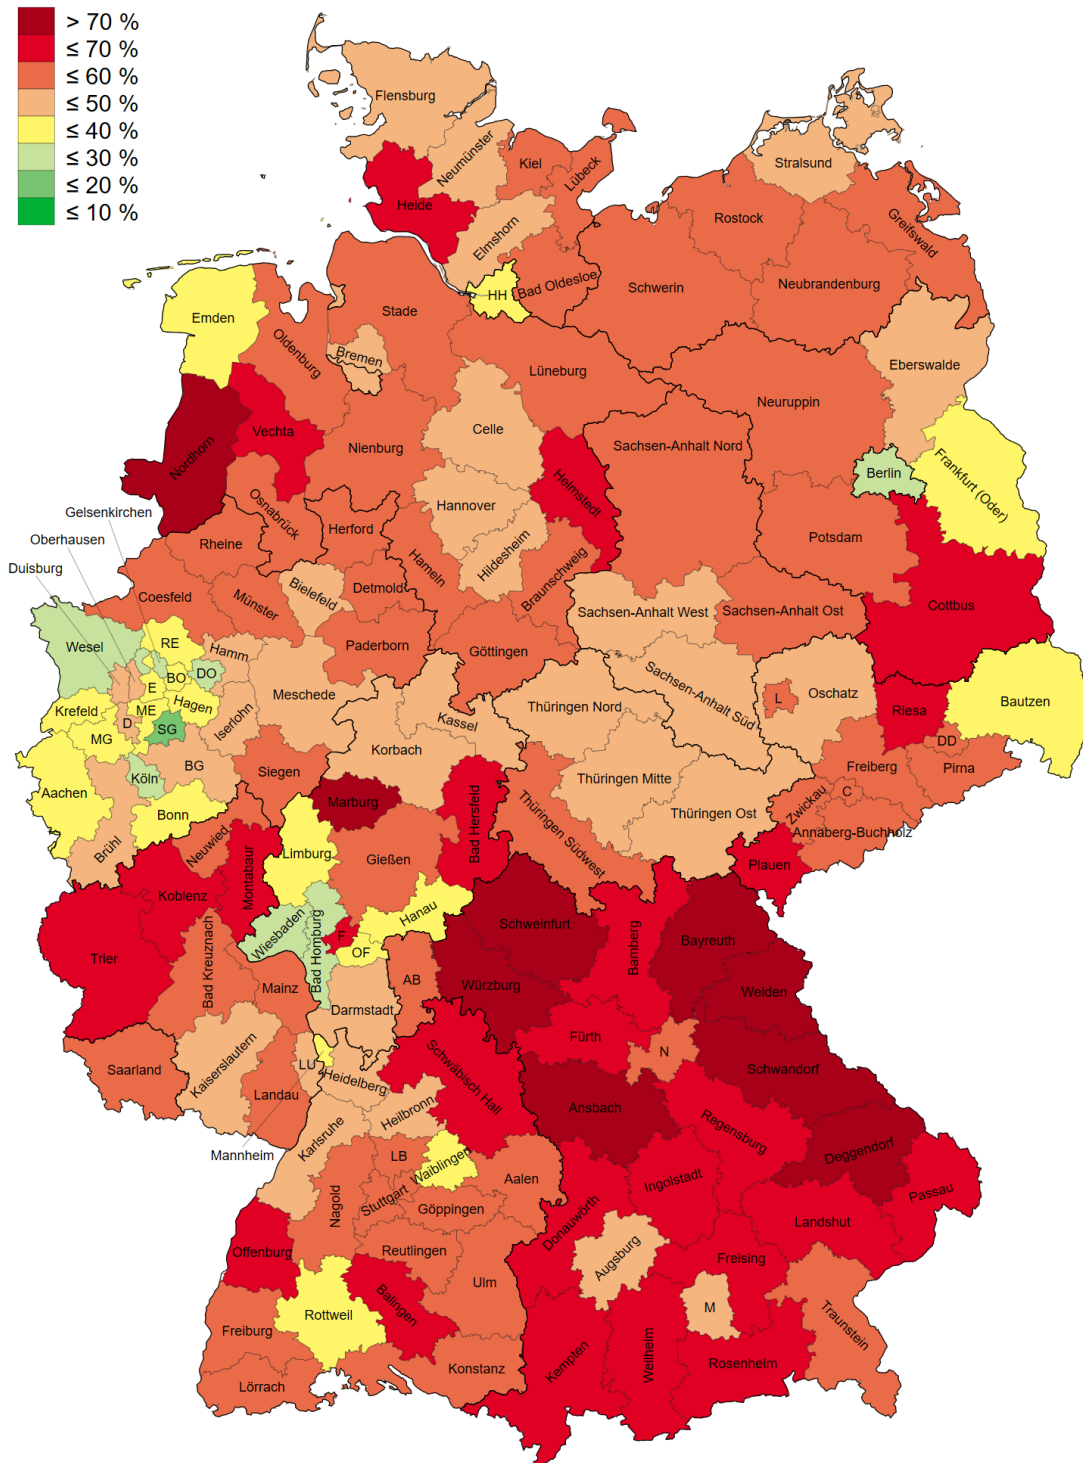 > 70 %
≤ 70 %
≤ 60 %
≤ 50 %
≤ 40 %
≤ 30 %
≤ 20 %
≤ 10 %
Flensburg
Neumünster
Kiel
Lübeck
Heide
Elmshorn
HH
Bad Oldesloe
Stralsund
Rostock
Greifswald
Schwerin
Neubrandenburg
Emden
Oldenburg
Stade
Bremen
Lüneburg
Eberswalde
Neuruppin
Nordhorn
Vechta
Nienburg
Celle
Sachsen-Anhalt Nord
Berlin
Frankfurt (Oder)
Helmstedt
Hannover
Osnabrück
Gelsenkirchen
Oberhausen
Duisburg
Rheine
Herford
Hameln
Hildesheim
Braunschweig
Potsdam
Coesfeld
Münster
Bielefeld
Detmold
Paderborn
Göttingen
Sachsen-Anhalt West
Sachsen-Anhalt Ost
Cottbus
Wesel
RE
Hamm
BO
DO
E
ME
Hagen
Krefeld
D
SG
MG
Iserlohn
Meschede
Kassel
Korbach
Thüringen Nord
Sachsen-Anhalt Süd
L
Oschatz
Riesa
Bautzen
DD
Pirna
Freiberg
C
Zwickau
Annaberg-Buchholz
Plauen
Aachen
Köln
BG
Bonn
Brühl
Siegen
Marburg
Bad Hersfeld
Thüringen Mitte
Thüringen Ost
Thüringen Südwest
Neuwied
Limburg
Gießen
Koblenz
Montabaur
Trier
Wiesbaden
Bad Homburg
F
Hanau
OF
Schweinfurt
Bamberg
Bayreuth
Weiden
Bad Kreuznach
Mainz
Darmstadt
AB
Würzburg
Fürth
N
Schwandorf
Saarland
Kaiserslautern
LU
Landau
Heidelberg
Mannheim
Heilbronn
Schwäbisch Hall
Ansbach
Regensburg
Deggendorf
Passau
Karlsruhe
LB
Waiblingen
Aalen
Stuttgart
Göppingen
Nagold
Donauwörth
Ingolstadt
Landshut
Offenburg
Reutlingen
Ulm
Augsburg
Freising
Rottweil
Balingen
M
Traunstein
Freiburg
Konstanz
Kempten
Weilheim
Rosenheim
Lörrach